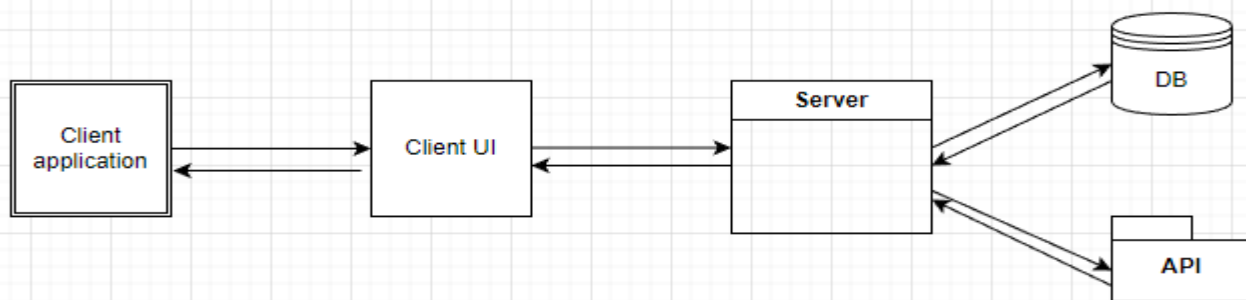 Client
application
Client UI
Server
DB
API